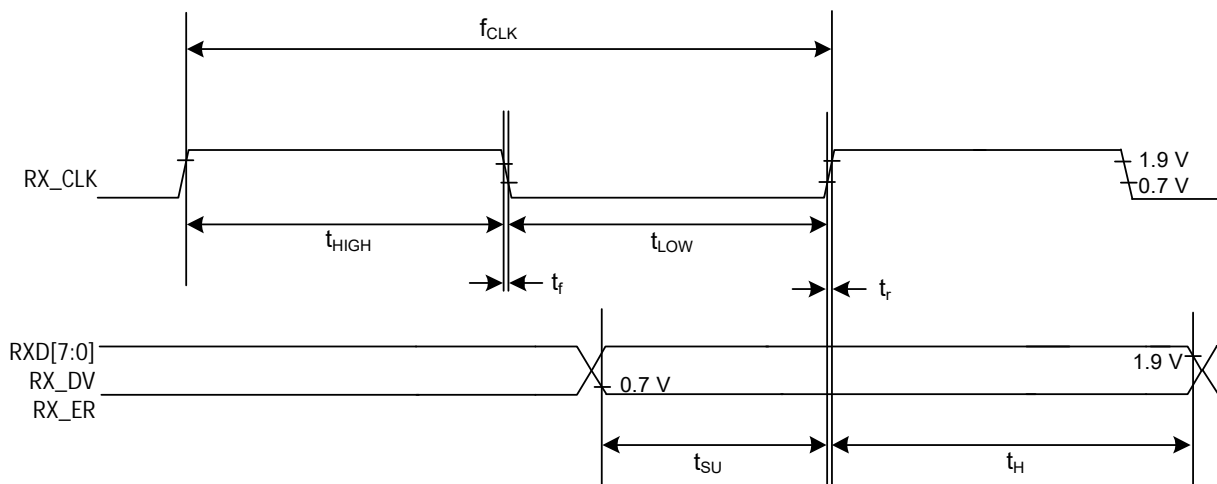 fCLK
RX_CLK
1.9 V
0.7 V
tHIGH
tLOW
tf
tr
RXD[7:0]
RX_DV
RX_ER
0.7 V
1.9 V
tSU
tH